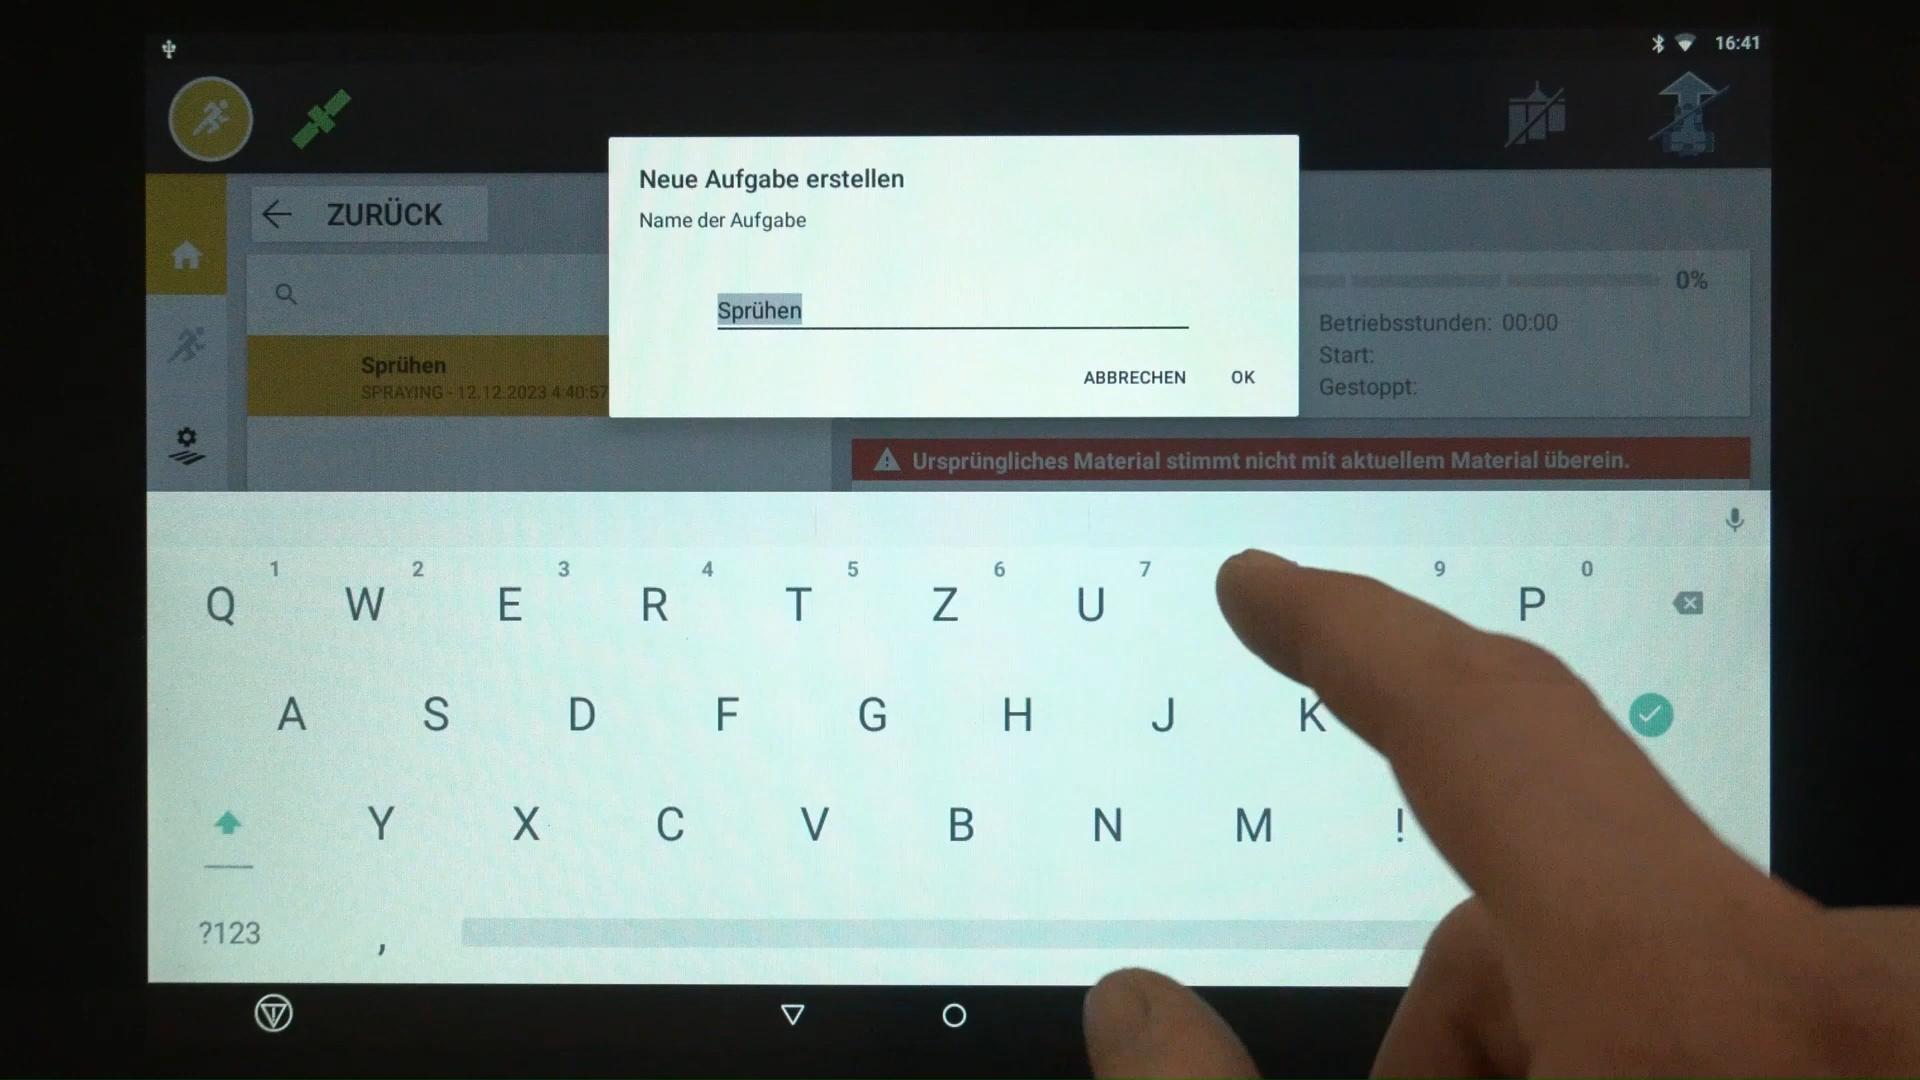 16:41
Neue Aufgabe erstellen
Name der Aufgabe
ZURÜCK
0%
Sprühen
Betriebsstunden: 00:00
Start:
Sprühen
ABBRECHEN OK
Gestoppt:
SPRAYING - 12.12.2023 4:40:57
Ursprüngliches Material stimmt nicht mit aktuellem Material überein.
1 2 3 4 5 6 7 9 0
Q W E R T Z U P
A S D F G H J K
Y X C V B N M !
?123 ,